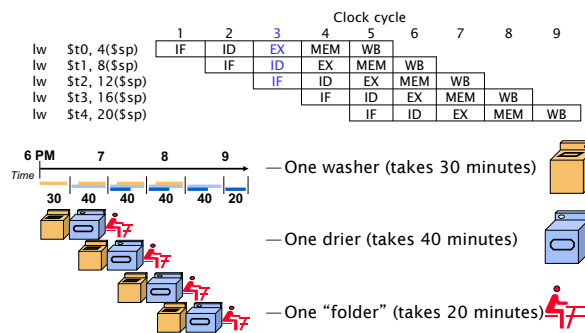 Clock cycle
1 2 3 4 5 6 7 8 9
lw $t0, 4($sp) IF ID EX MEM WB
lw $t1, 8($sp) IF ID EX MEM WB
lw $t2, 12($sp) IF ID EX MEM WB
lw $t3, 16($sp) IF ID EX MEM WB
lw $t4, 20($sp) IF ID EX MEM WB
6 PM 7 8 9
Time
30 40 40 40 40 20
—One washer (takes 30 minutes)
—One drier (takes 40 minutes)
—One “folder” (takes 20 minutes)